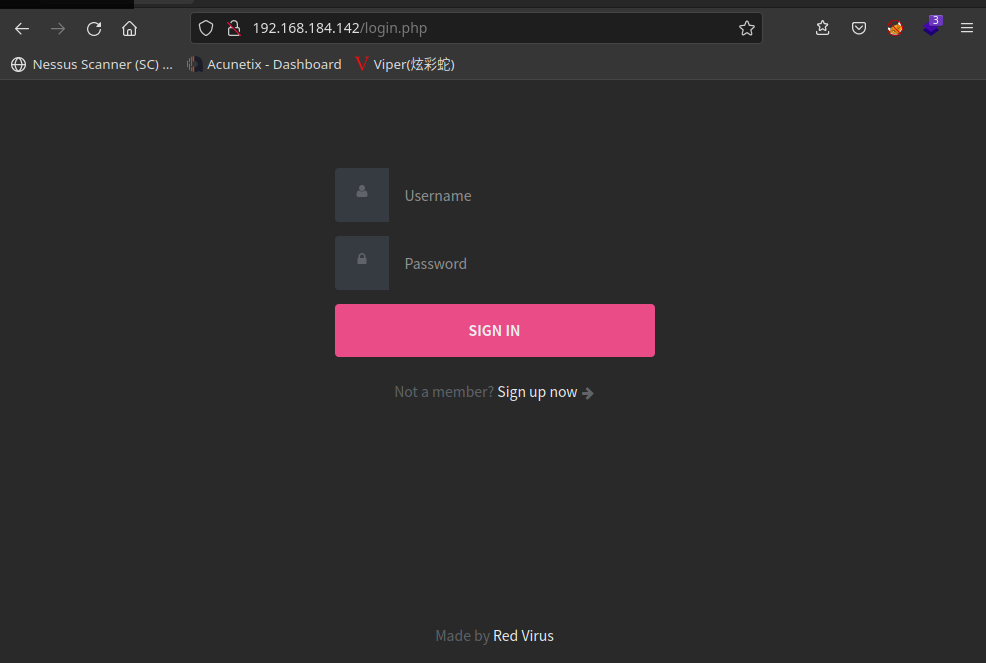 3
192.168.184.142/login.php
Nessus Scanner (SC) ... Acunetix - Dashboard Viper(炫彩蛇)
Username
Password
SIGN IN
Not a member? Sign up now
Made by Red Virus